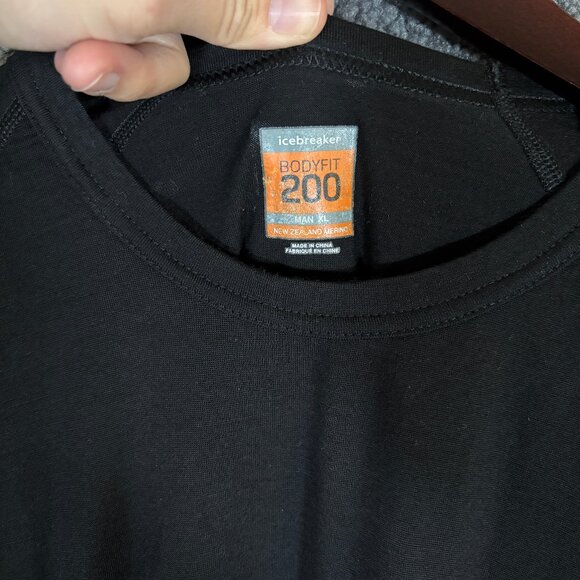 icebreaker
BODYFIT
200
MAN XL
NEW ZEALAND MERINO
MADE IN CHINA
FABRIQUÉ EN CHINE